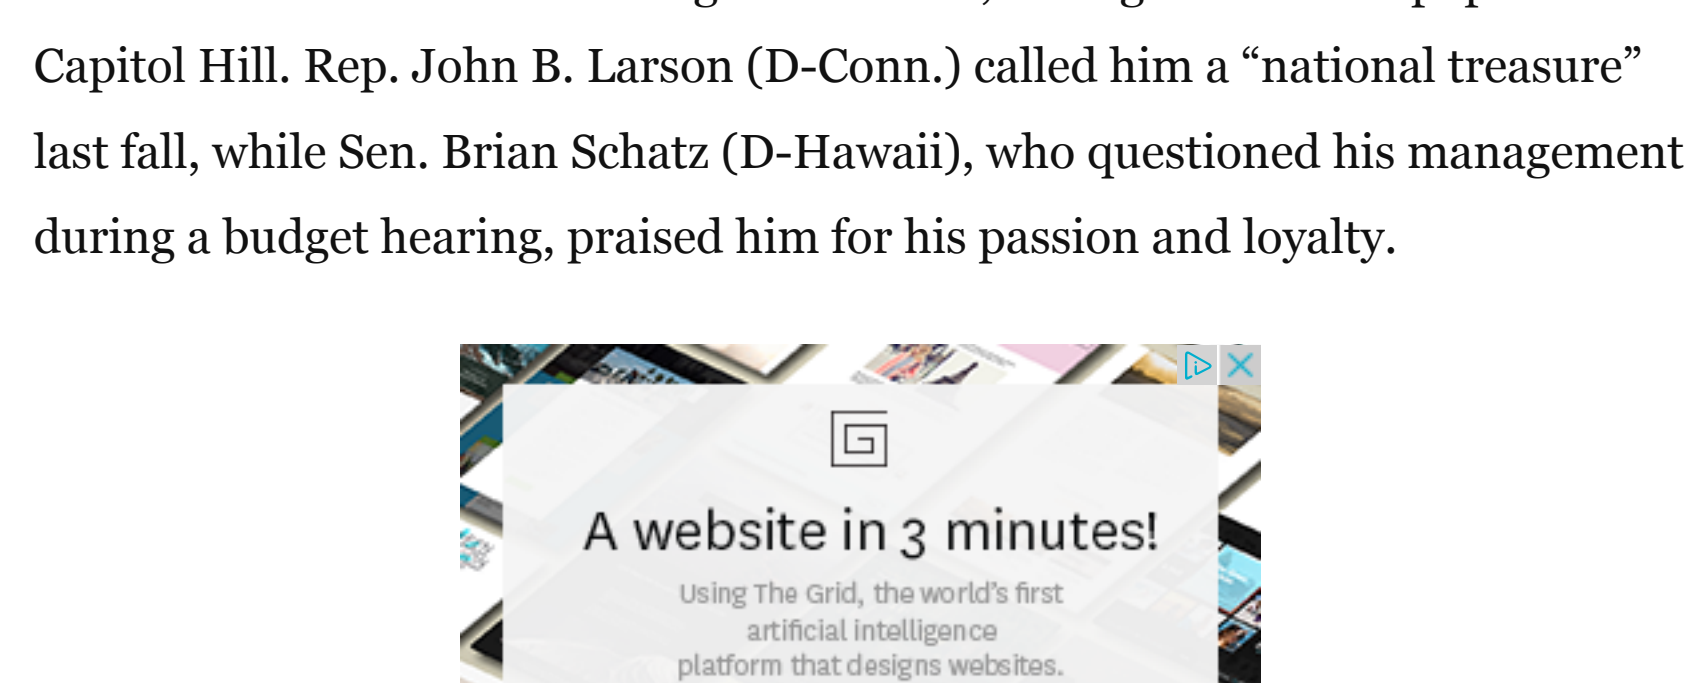 Capitol Hill. Rep. John B. Larson (D-Conn.) called him a “national treasure”
last fall, while Sen. Brian Schatz (D-Hawaii), who questioned his management
during a budget hearing, praised him for his passion and loyalty.
A website in 3 minutes!
Using The Grid, the world’s first
artificial intelligence
platform that designs websites.